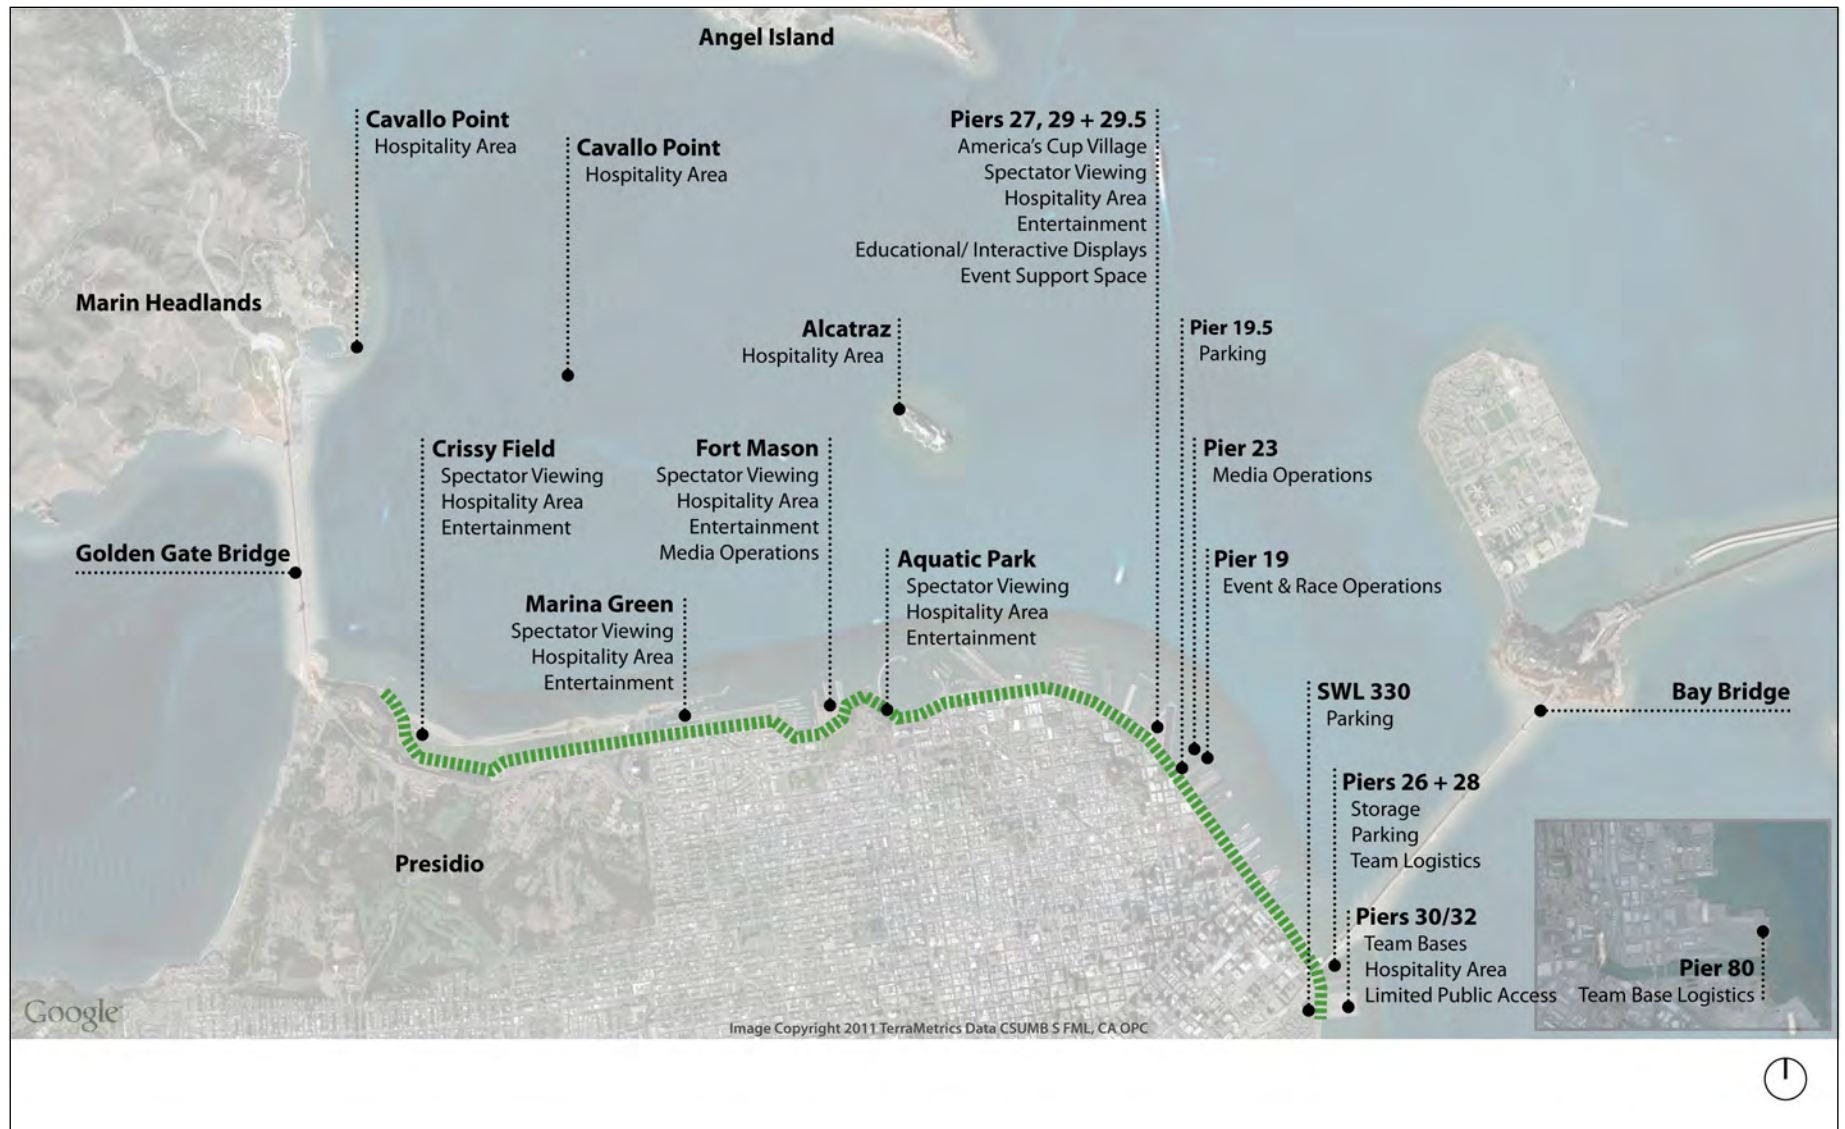 Angel Island
Cavallo Point
Hospitality Area
Cavallo Point
Hospitality Area
Piers 27, 29 + 29.5
America's Cup Village
Spectator Viewing
Hospitality Area
Entertainment
Educational/ Interactive Displays
Event Support Space
Marin Headlands
Alcatraz
Hospitality Area
Pier 19.5
Parking
Crissy Field
Spectator Viewing
Hospitality Area
Entertainment
Fort Mason
Spectator Viewing
Hospitality Area
Entertainment
Media Operations
Pier 23
Media Operations
Golden Gate Bridge
Marina Green
Spectator Viewing
Hospitality Area
Entertainment
Aquatic Park
Spectator Viewing
Hospitality Area
Entertainment
Pier 19
Event & Race Operations
SWL 330
Parking
Bay Bridge
Piers 26 + 28
Storage
Parking
Team Logistics
Presidio
Piers 30/32
Team Bases
Hospitality Area
Limited Public Access
Pier 80
Team Base Logistics
Google
Image Copyright 2011 TerraMetrics Data CSUMB S FML, CA OPC